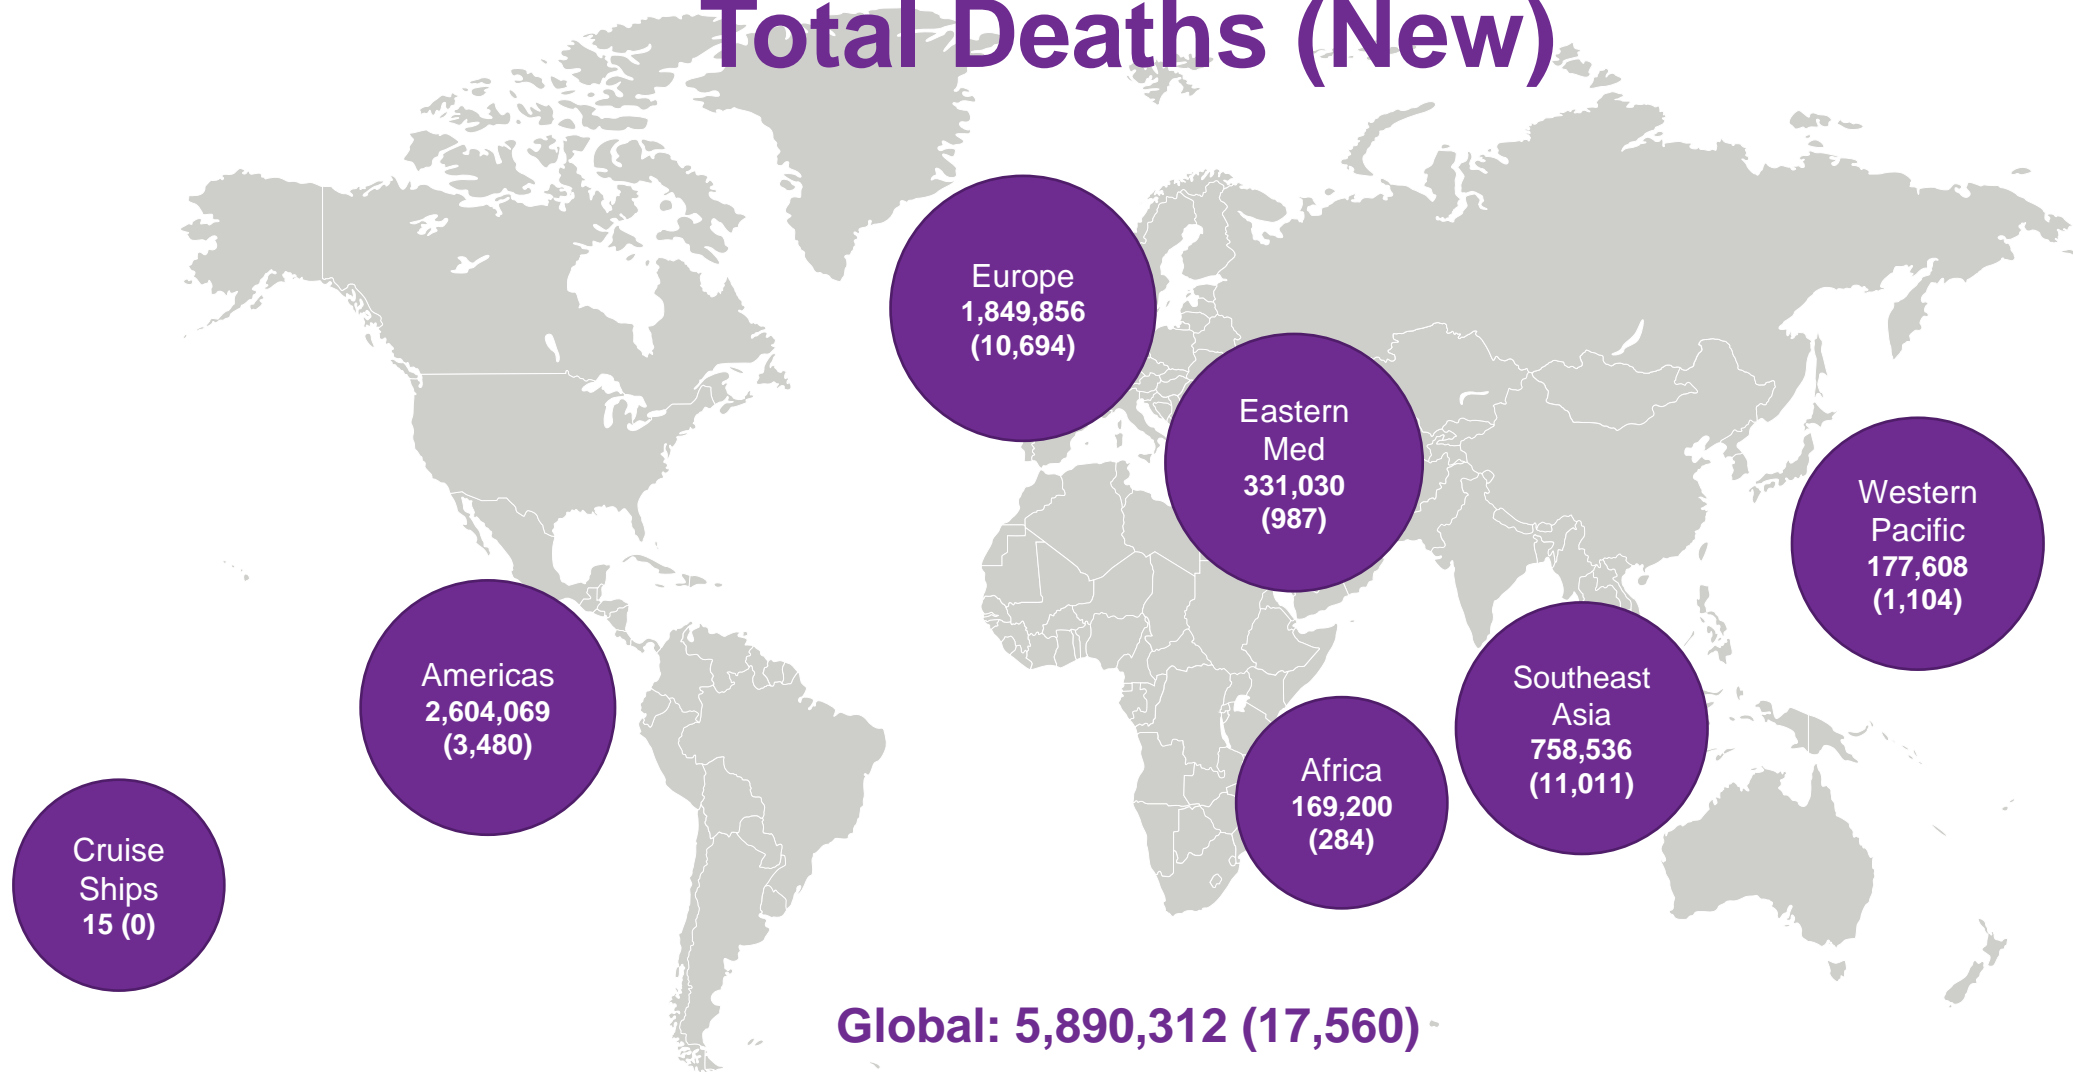 Total Deaths (New)
Europe
1,849,856
(10,694)
Eastern
Med
331,030
(987)
Western
Pacific
177,608
(1,104)
Americas
2,604,069
(3,480)
Southeast
Asia
758,536
(11,011)
Africa
169,200
(284)
Cruise
Ships
15 (0)
Global: 5,890,312 (17,560)